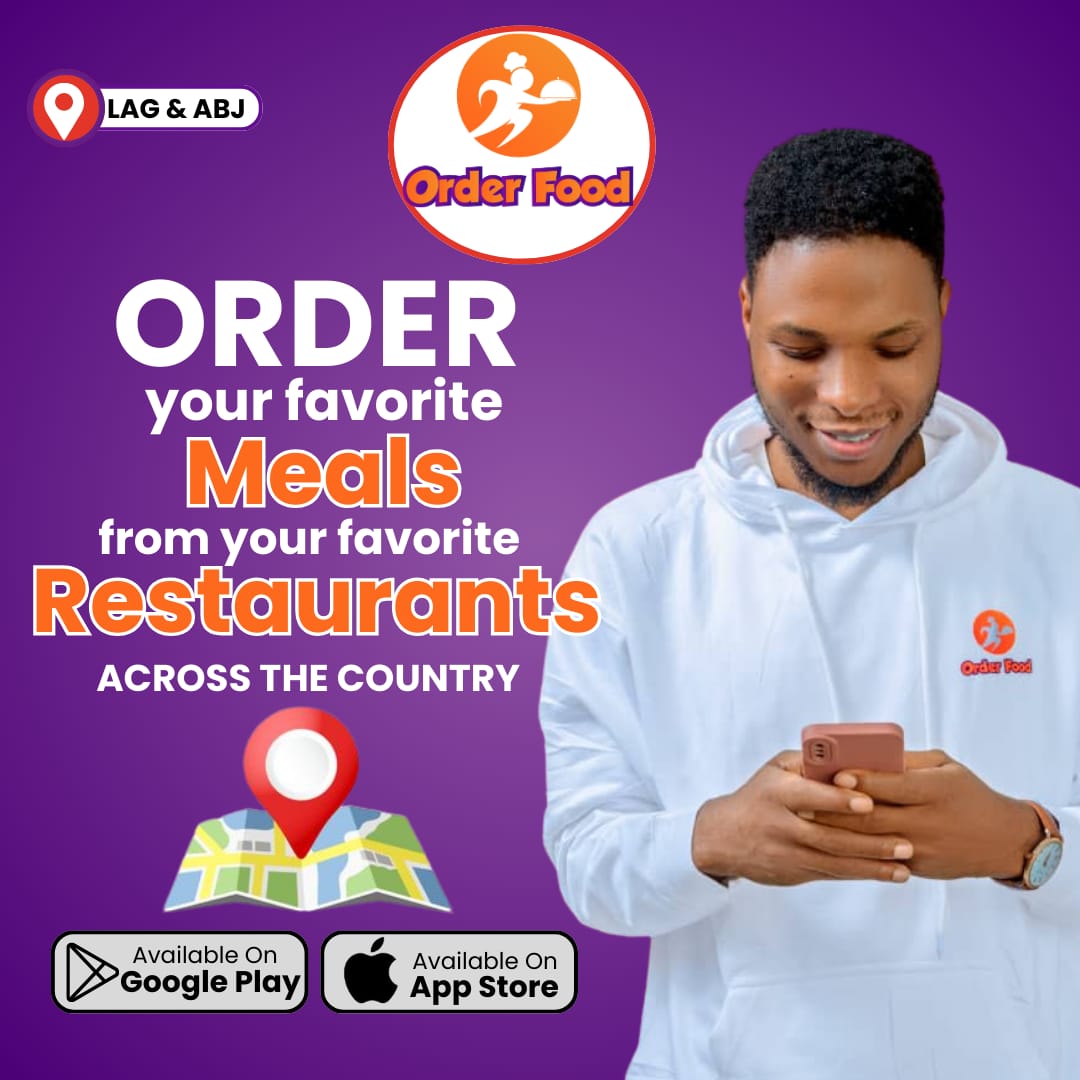 LAG & ABJ
Order Food
ORDER
your favorite
Meals
from your favorite
Restaurants
ACROSS THE COUNTRY
Order Food
Available On
Google Play
Available On
App Store